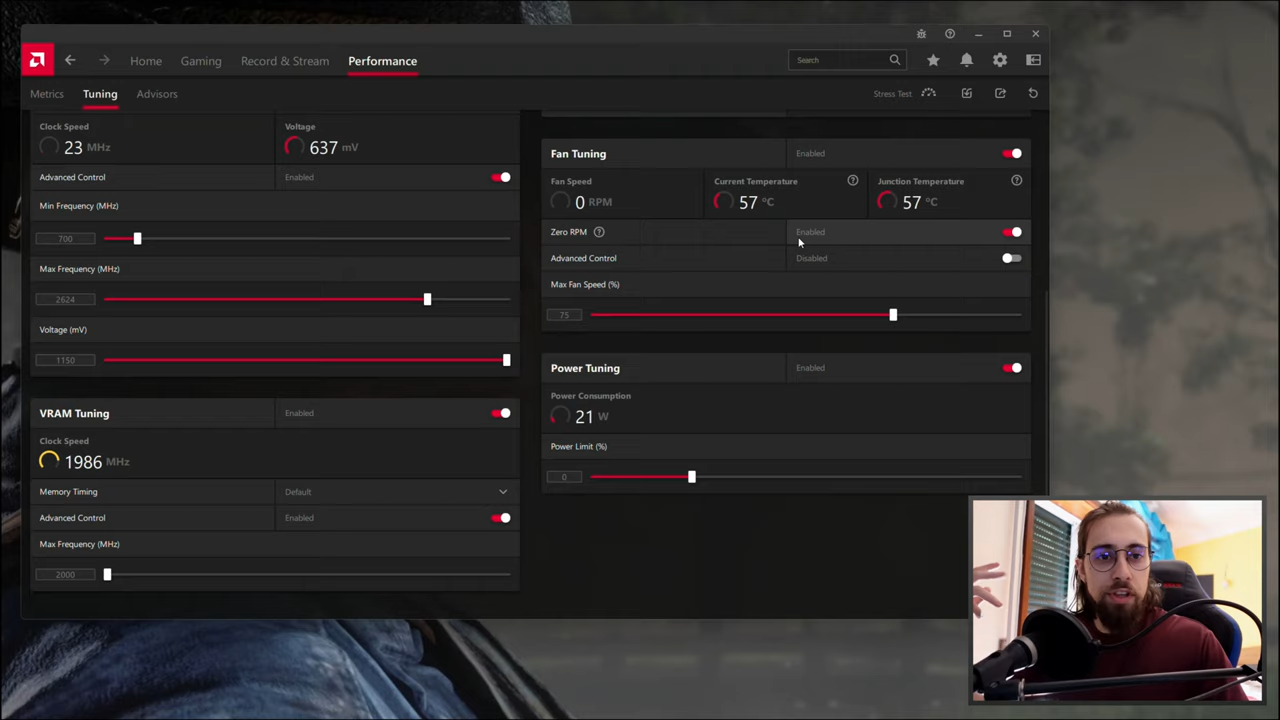 Home Gaming Record & Stream Performance Search
Metrics Tuning Advisors Stress Test
Clock Speed Voltage
23 MHz 637 mV
Advanced Control Enabled
Min Frequency (MHz)
700
Max Frequency (MHz)
2624
Voltage (mV)
1150
VRAM Tuning Enabled
Clock Speed
1986 MHz
Memory Timing Default
Advanced Control Enabled
Max Frequency (MHz)
2000
Fan Tuning Enabled
Fan Speed Current Temperature Junction Temperature
0 RPM 57 °C 57 °C
Zero RPM Enabled
Advanced Control Disabled
Max Fan Speed (%)
75
Power Tuning Enabled
Power Consumption
21 W
Power Limit (%)
0